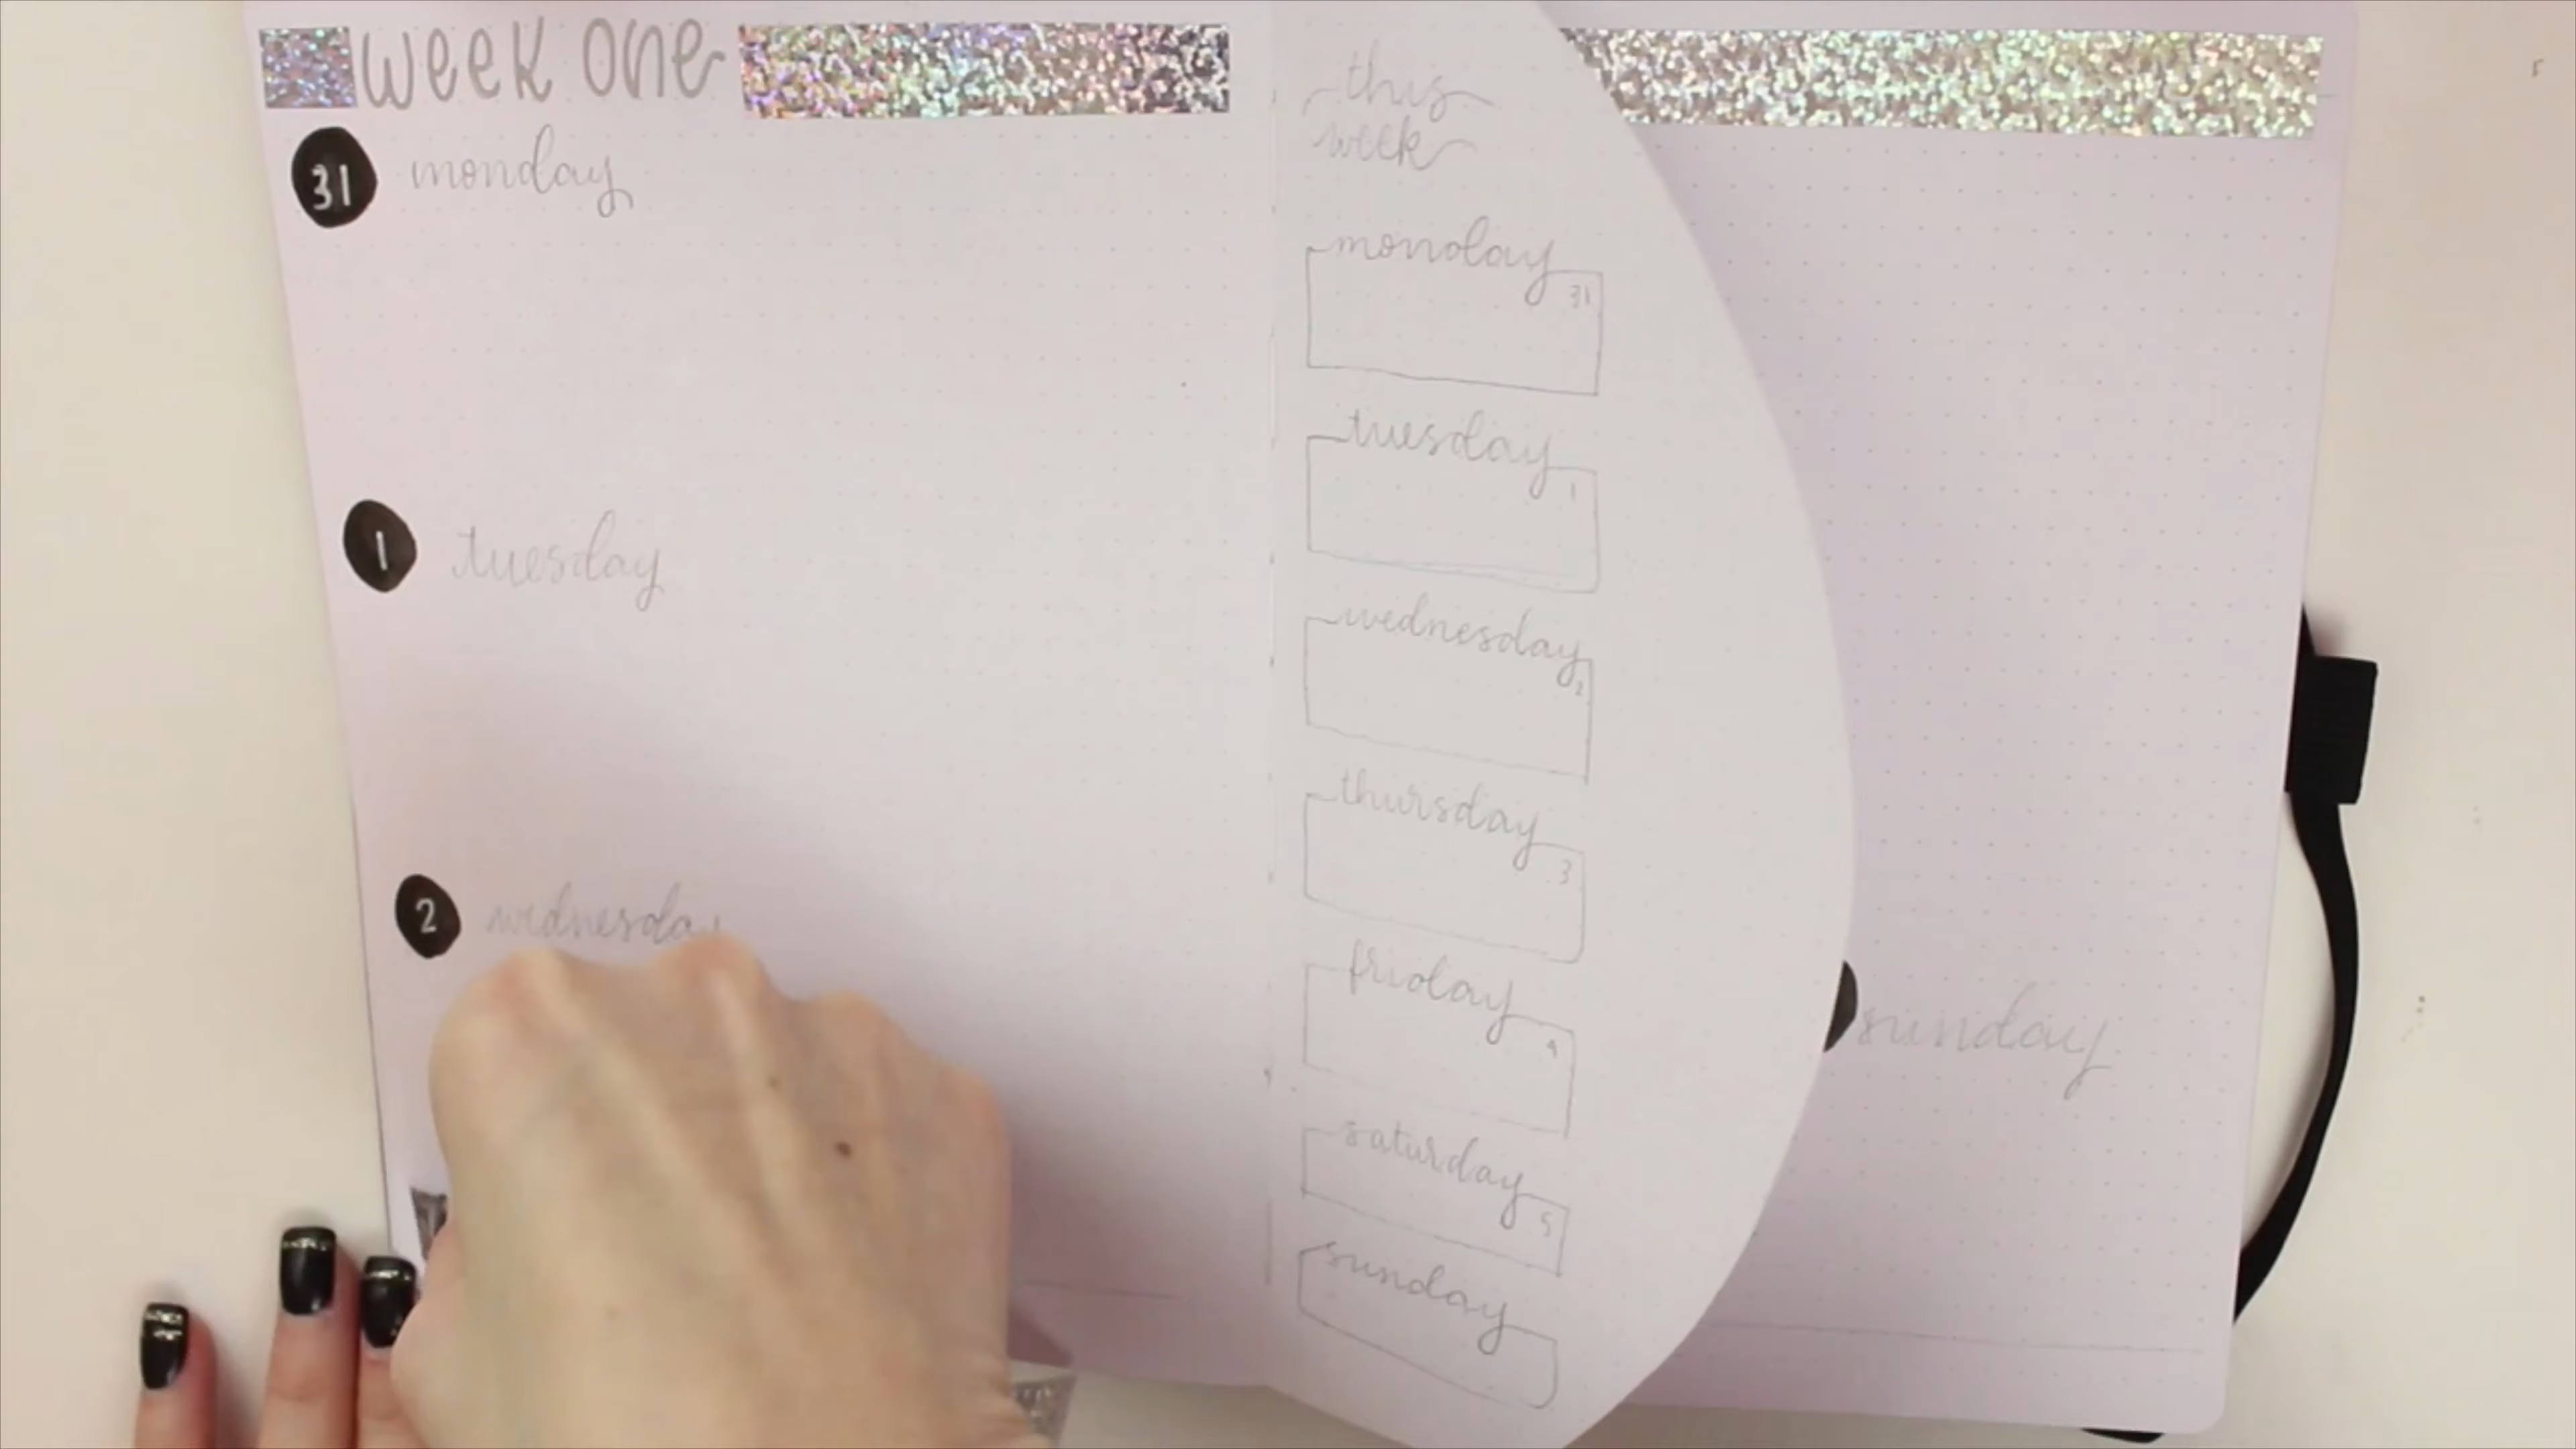 week one
31 monday
1 tuesday
2 wednesday
this
week
monday
31
tuesday
1
wednesday
2
thursday
3
friday
4
saturday
5
sunday
sunday